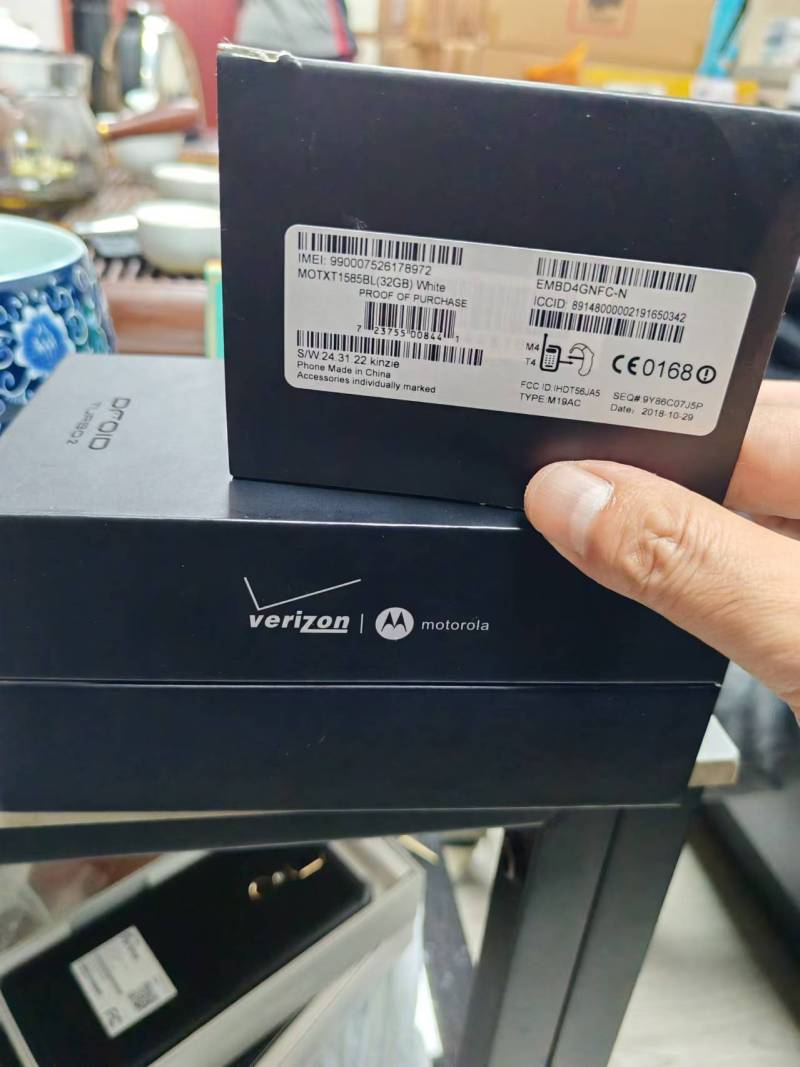 IMEI: 990007526178972
MOTXT1585BL(32GB) White
PROOF OF PURCHASE
7 23755 00844 1
S/W:24.31.22.kinzie
Phone Made in China
Accessories individually marked
EMBD4GNFC-N
ICCID: 89148000002191650342
M4
T4
CE0168
FCC ID:IHDT56JA5
TYPE:M19AC
SEQ#:9Y86C07J5P
Date: 2018-10-29
DROID
TURBO 2
verizon | motorola